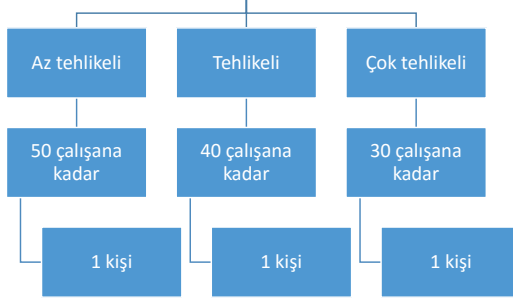 Az tehlikeli
Tehlikeli
Çok tehlikeli
50 çalışana
kadar
40 çalışana
kadar
30 çalışana
kadar
1 kişi
1 kişi
1 kişi